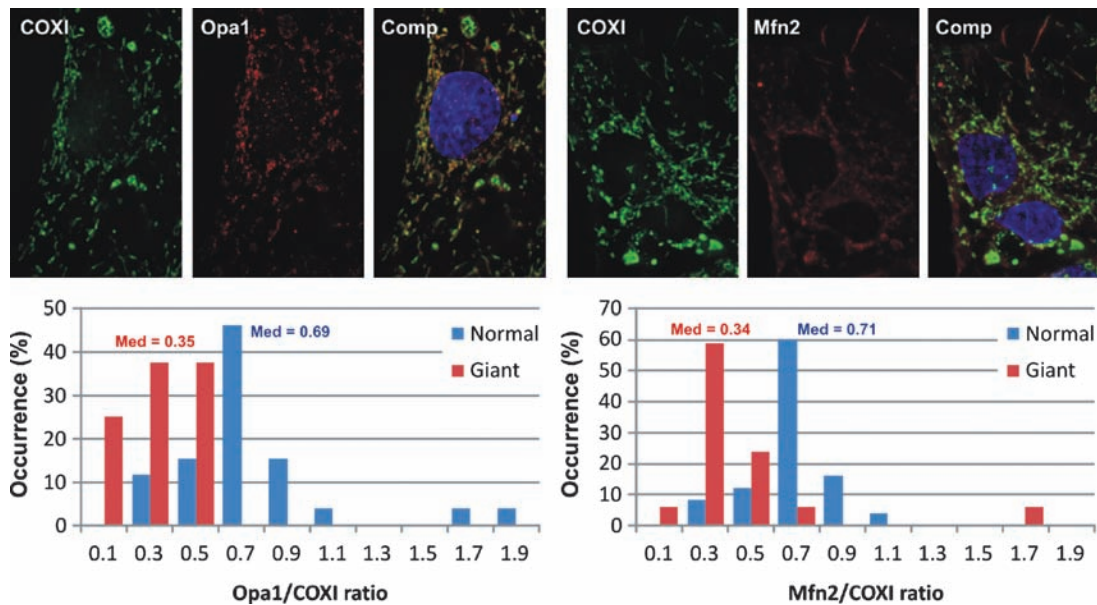 COXI Opa1 Comp
COXI Mfn2 Comp
50
40
30
20
10
0
Occurrence (%)
Med = 0.35
Med = 0.69
Normal
Giant
0.1 0.3 0.5 0.7 0.9 1.1 1.3 1.5 1.7 1.9
Opa1/COXI ratio
70
60
50
40
30
20
10
0
Occurrence (%)
Med = 0.34
Med = 0.71
Normal
Giant
0.1 0.3 0.5 0.7 0.9 1.1 1.3 1.5 1.7 1.9
Mfn2/COXI ratio